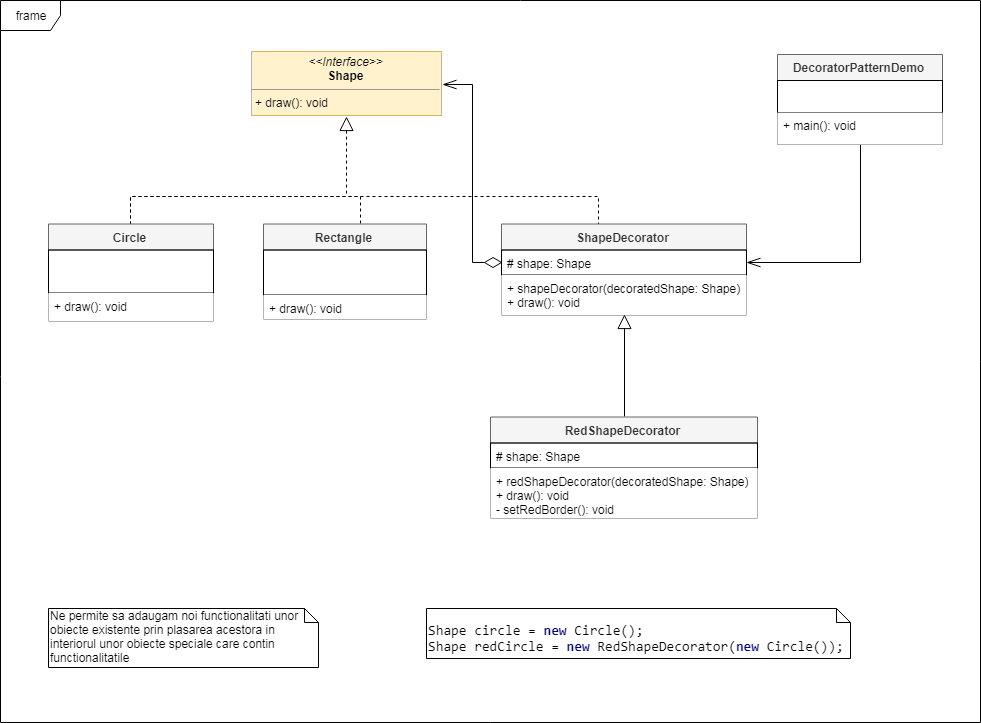 frame
<<Interface>>
Shape
+ draw(): void
DecoratorPatternDemo
+ main(): void
Circle
+ draw(): void
Rectangle
+ draw(): void
ShapeDecorator
# shape: Shape
+ shapeDecorator(decoratedShape: Shape)
+ draw(): void
RedShapeDecorator
# shape: Shape
+ redShapeDecorator(decoratedShape: Shape)
+ draw(): void
- setRedBorder(): void
Ne permite sa adaugam noi functionalitati unor
obiecte existente prin plasarea acestora in
interiorul unor obiecte speciale care contin
functionalitatile
Shape circle = new Circle();
Shape redCircle = new RedShapeDecorator(new Circle());